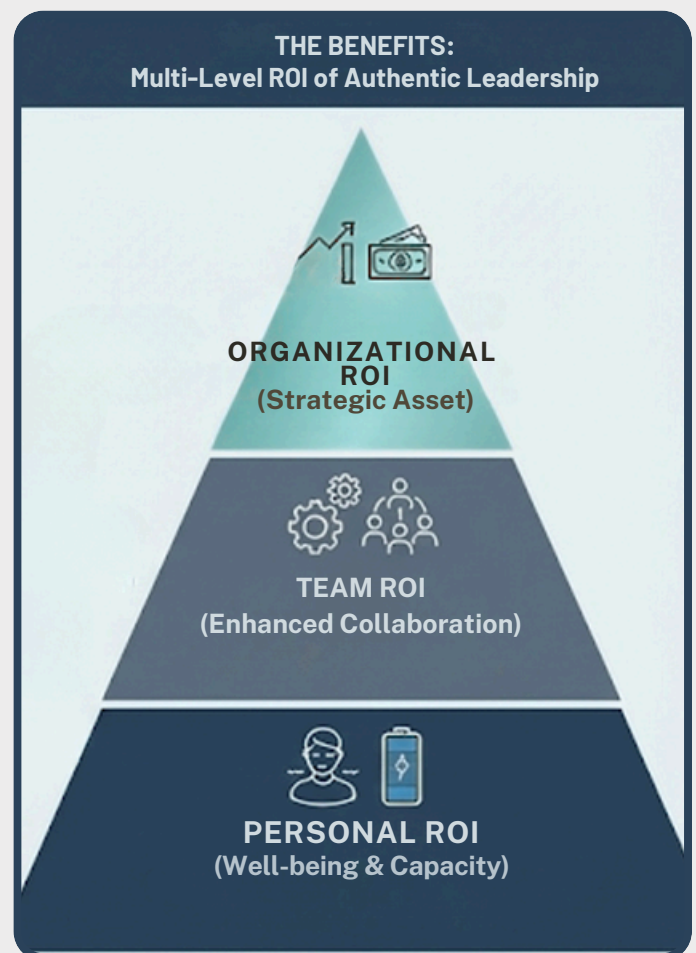 THE BENEFITS:
Multi-Level ROI of Authentic Leadership
ORGANIZATIONAL
ROI
(Strategic Asset)
TEAM ROI
(Enhanced Collaboration)
PERSONAL ROI
(Well-being & Capacity)